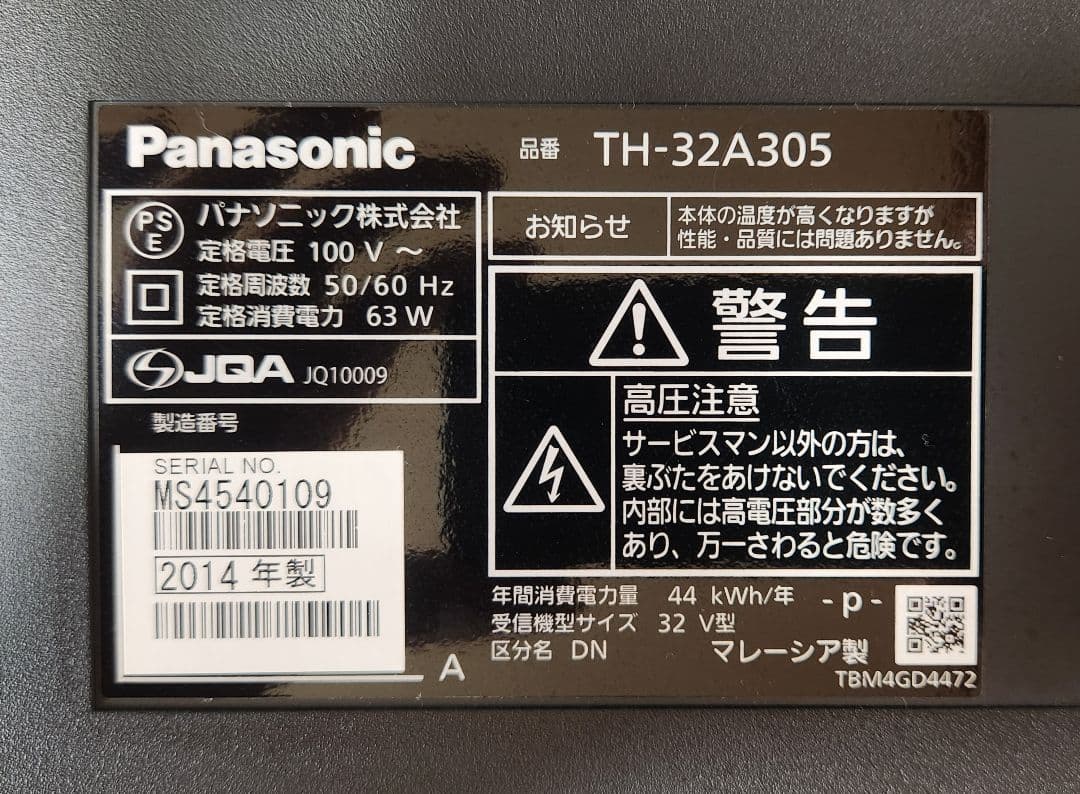 Panasonic
品番 TH-32A305
PS
E
パナソニック株式会社
定格電圧 100 V ～
定格周波数 50/60 Hz
定格消費電力 63 W
JQA JQ10009
製造番号
SERIAL NO.
MS4540109
2014 年製
A
お知らせ
本体の温度が高くなりますが
性能・品質には問題ありません。
警告
高圧注意
サービスマン以外の方は、
裏ぶたをあけないでください。
内部には高電圧部分が数多く
あり、万一さわると危険です。
年間消費電力量 44 kWh/年
受信機型サイズ 32 V型
区分名 DN
- p -
マレーシア製
TBM4GD4472